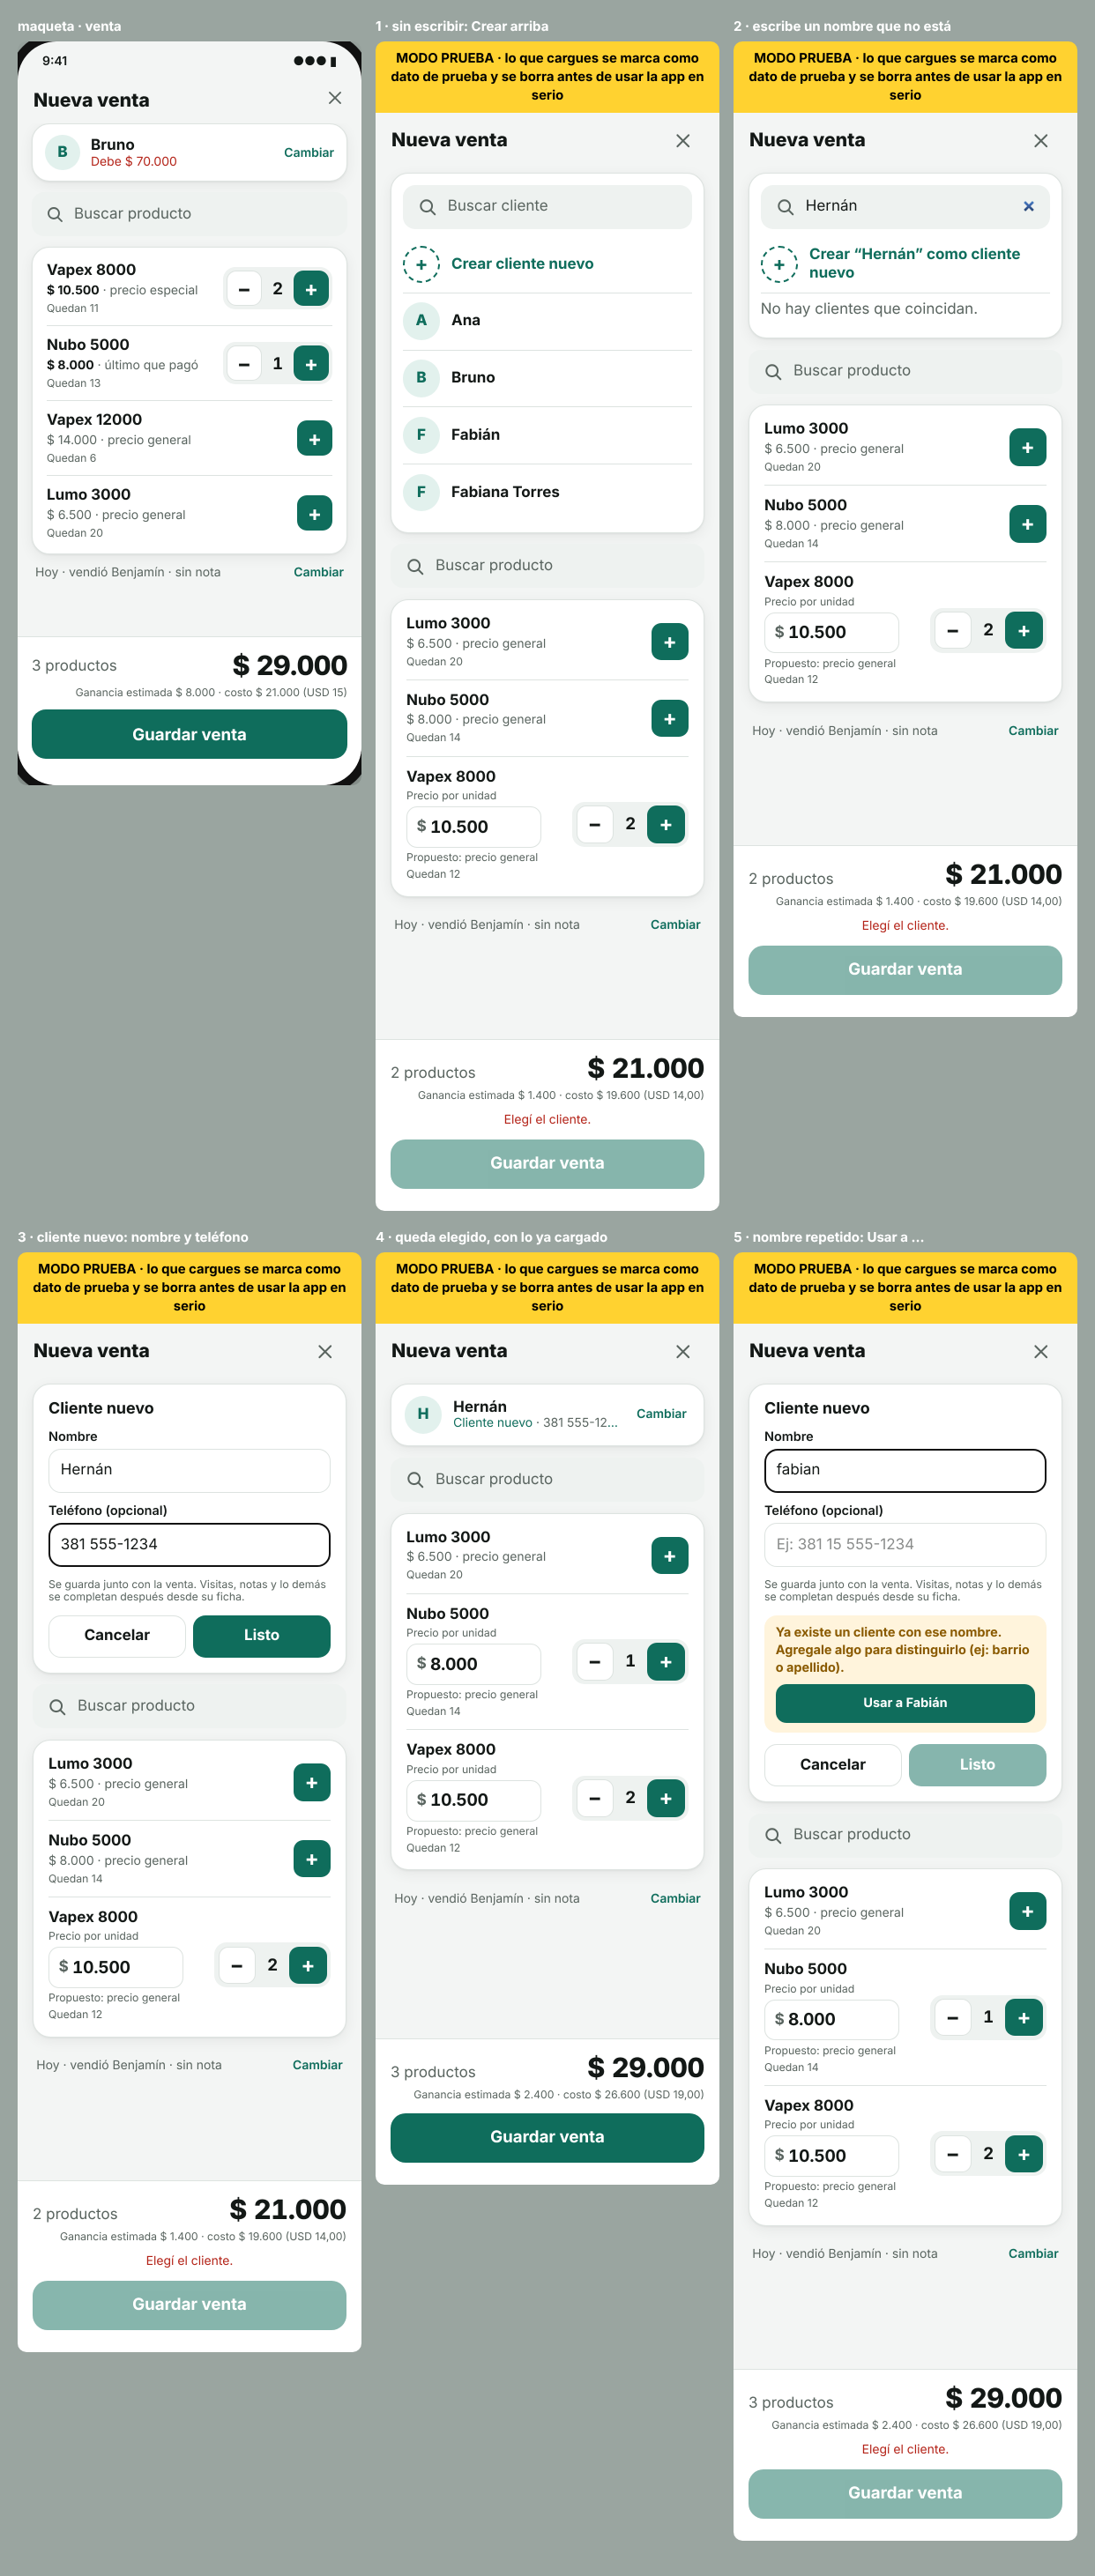 maqueta · venta
9:41
Nueva venta
B
Bruno
Debe $ 70.000
Cambiar
Buscar producto
Vapex 8000
$ 10.500 · precio especial
Quedan 11
− 2 +
Nubo 5000
$ 8.000 · último que pagó
Quedan 13
− 1 +
Vapex 12000
$ 14.000 · precio general
Quedan 6
+
Lumo 3000
$ 6.500 · precio general
Quedan 20
+
Hoy · vendió Benjamín · sin nota
Cambiar
3 productos
$ 29.000
Ganancia estimada $ 8.000 · costo $ 21.000 (USD 15)
Guardar venta
1 · sin escribir: Crear arriba
MODO PRUEBA · lo que cargues se marca como
dato de prueba y se borra antes de usar la app en
serio
Nueva venta
Buscar cliente
+ Crear cliente nuevo
A Ana
B Bruno
F Fabián
F Fabiana Torres
Buscar producto
Lumo 3000
$ 6.500 · precio general
Quedan 20
+
Nubo 5000
$ 8.000 · precio general
Quedan 14
+
Vapex 8000
Precio por unidad
$ 10.500
− 2 +
Propuesto: precio general
Quedan 12
Hoy · vendió Benjamín · sin nota
Cambiar
2 productos
$ 21.000
Ganancia estimada $ 1.400 · costo $ 19.600 (USD 14,00)
Elegí el cliente.
Guardar venta
2 · escribe un nombre que no está
MODO PRUEBA · lo que cargues se marca como
dato de prueba y se borra antes de usar la app en
serio
Nueva venta
Hernán
+ Crear “Hernán” como cliente
nuevo
No hay clientes que coincidan.
Buscar producto
Lumo 3000
$ 6.500 · precio general
Quedan 20
+
Nubo 5000
$ 8.000 · precio general
Quedan 14
+
Vapex 8000
Precio por unidad
$ 10.500
− 2 +
Propuesto: precio general
Quedan 12
Hoy · vendió Benjamín · sin nota
Cambiar
2 productos
$ 21.000
Ganancia estimada $ 1.400 · costo $ 19.600 (USD 14,00)
Elegí el cliente.
Guardar venta
3 · cliente nuevo: nombre y teléfono
MODO PRUEBA · lo que cargues se marca como
dato de prueba y se borra antes de usar la app en
serio
Nueva venta
Cliente nuevo
Nombre
Hernán
Teléfono (opcional)
381 555-1234
Se guarda junto con la venta. Visitas, notas y lo demás
se completan después desde su ficha.
Cancelar
Listo
Buscar producto
Lumo 3000
$ 6.500 · precio general
Quedan 20
+
Nubo 5000
$ 8.000 · precio general
Quedan 14
+
Vapex 8000
Precio por unidad
$ 10.500
− 2 +
Propuesto: precio general
Quedan 12
Hoy · vendió Benjamín · sin nota
Cambiar
2 productos
$ 21.000
Ganancia estimada $ 1.400 · costo $ 19.600 (USD 14,00)
Elegí el cliente.
Guardar venta
4 · queda elegido, con lo ya cargado
MODO PRUEBA · lo que cargues se marca como
dato de prueba y se borra antes de usar la app en
serio
Nueva venta
H
Hernán
Cliente nuevo · 381 555-12...
Cambiar
Buscar producto
Lumo 3000
$ 6.500 · precio general
Quedan 20
+
Nubo 5000
Precio por unidad
$ 8.000
− 1 +
Propuesto: precio general
Quedan 14
Vapex 8000
Precio por unidad
$ 10.500
− 2 +
Propuesto: precio general
Quedan 12
Hoy · vendió Benjamín · sin nota
Cambiar
3 productos
$ 29.000
Ganancia estimada $ 2.400 · costo $ 26.600 (USD 19,00)
Guardar venta
5 · nombre repetido: Usar a ...
MODO PRUEBA · lo que cargues se marca como
dato de prueba y se borra antes de usar la app en
serio
Nueva venta
Cliente nuevo
Nombre
fabian
Teléfono (opcional)
Ej: 381 15 555-1234
Se guarda junto con la venta. Visitas, notas y lo demás
se completan después desde su ficha.
Ya existe un cliente con ese nombre.
Agregale algo para distinguirlo (ej: barrio
o apellido).
Usar a Fabián
Cancelar
Listo
Buscar producto
Lumo 3000
$ 6.500 · precio general
Quedan 20
+
Nubo 5000
Precio por unidad
$ 8.000
− 1 +
Propuesto: precio general
Quedan 14
Vapex 8000
Precio por unidad
$ 10.500
− 2 +
Propuesto: precio general
Quedan 12
Hoy · vendió Benjamín · sin nota
Cambiar
3 productos
$ 29.000
Ganancia estimada $ 2.400 · costo $ 26.600 (USD 19,00)
Elegí el cliente.
Guardar venta